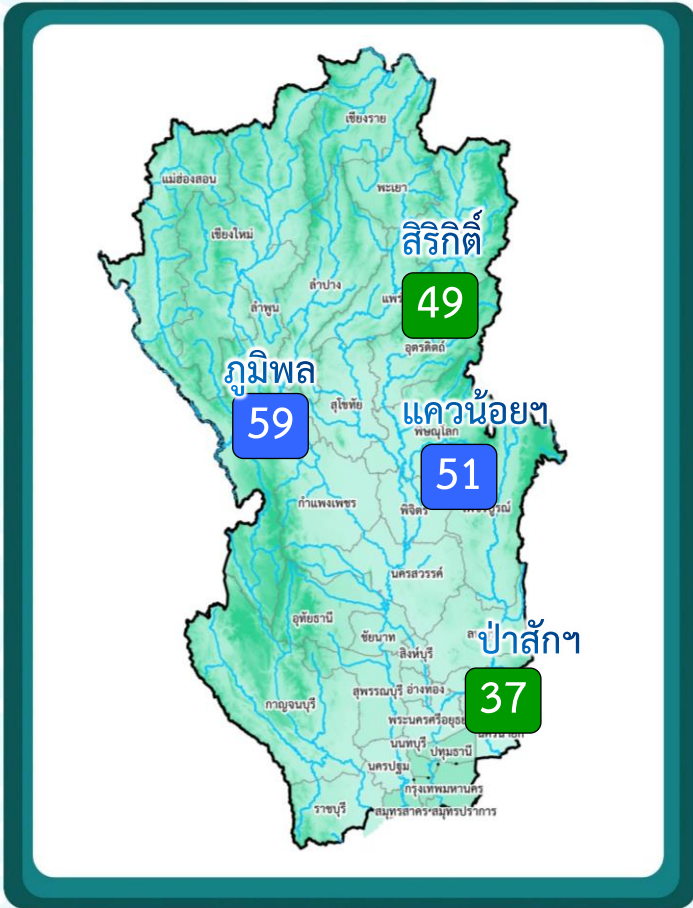 เชียงราย
แม่ฮ่องสอน
พะเยา
เชียงใหม่
สิริกิติ์
ลำปาง
แพร่
49
ลำพูน
อุตรดิตถ์
ภูมิพล
59
สุโขทัย
แควน้อยฯ
พิษณุโลก
51
กำแพงเพชร
พิจิตร
นครสวรรค์
อุทัยธานี
ชัยนาท
ป่าสักฯ
สิงห์บุรี
37
สุพรรณบุรี อ่างทอง
กาญจนบุรี
พระนครศรีอยุธย
นนทบุรี ปทุมธานี
นครปฐม
กรุงเทพมหานคร
ราชบุรี
สมุทรสาคร สมุทรปราการ